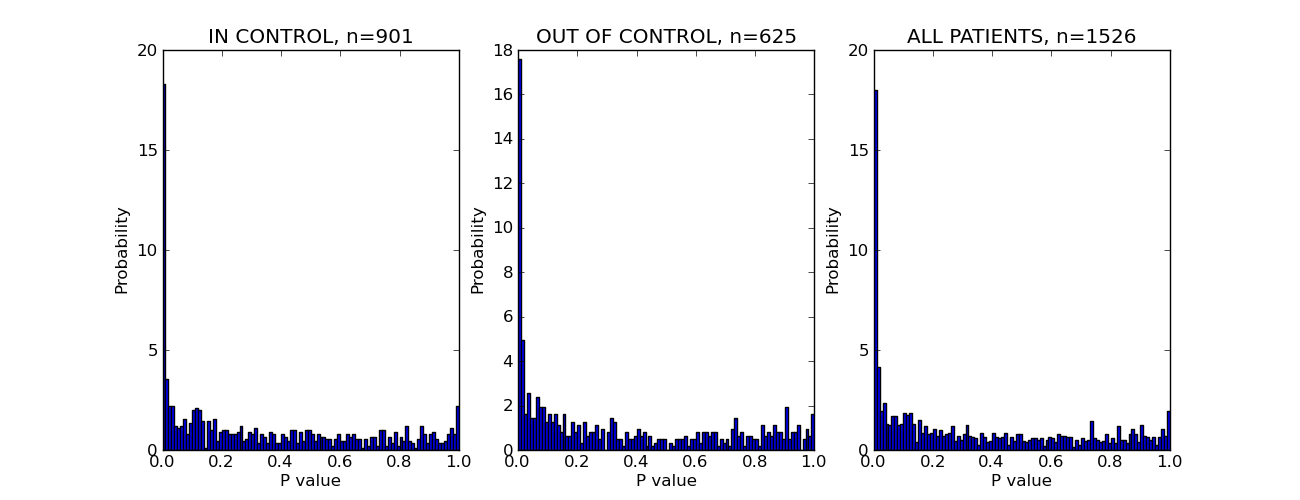 IN CONTROL, n=901
20
15
10
5
0
Probability
0.0 0.2 0.4 0.6 0.8 1.0
P value
OUT OF CONTROL, n=625
18
16
14
12
10
8
6
4
2
0
Probability
0.0 0.2 0.4 0.6 0.8 1.0
P value
ALL PATIENTS, n=1526
20
15
10
5
0
Probability
0.0 0.2 0.4 0.6 0.8 1.0
P value